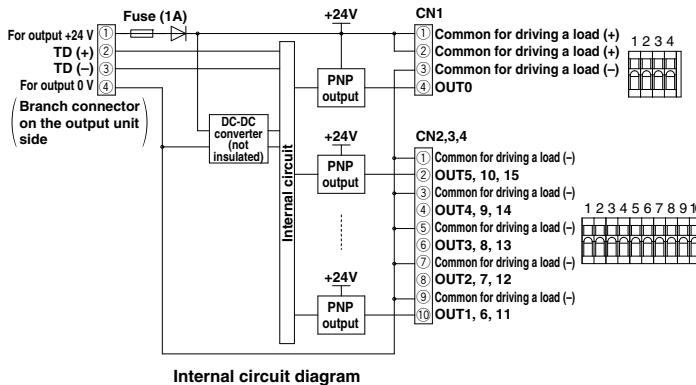 Fuse (1A)
+24V
CN1
For output +24 V ①
TD (+) ②
TD (–) ③
For output 0 V ④
(Branch connector
on the output unit
side)
① Common for driving a load (+)
② Common for driving a load (+)
③ Common for driving a load (–)
④ OUT0
1 2 3 4
PNP
output
DC-DC
converter
(not
insulated)
Internal circuit
+24V
PNP
output
+24V
PNP
output
CN2,3,4
① Common for driving a load (–)
② OUT5, 10, 15
③ Common for driving a load (–)
④ OUT4, 9, 14
⑤ Common for driving a load (–)
⑥ OUT3, 8, 13
⑦ Common for driving a load (–)
⑧ OUT2, 7, 12
⑨ Common for driving a load (–)
⑩ OUT1, 6, 11
1 2 3 4 5 6 7 8 9
Internal circuit diagram